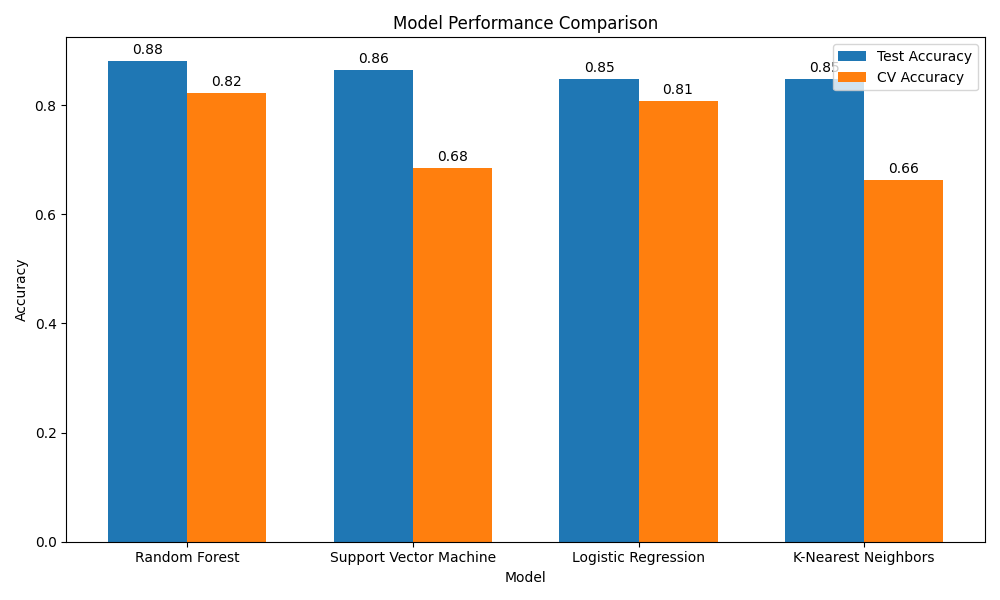 Model Performance Comparison
Test Accuracy
CV Accuracy
0.88
0.82
0.86
0.68
0.85
0.81
0.85
0.66
Accuracy
0.8
0.6
0.4
0.2
0.0
Random Forest
Support Vector Machine
Logistic Regression
K-Nearest Neighbors
Model